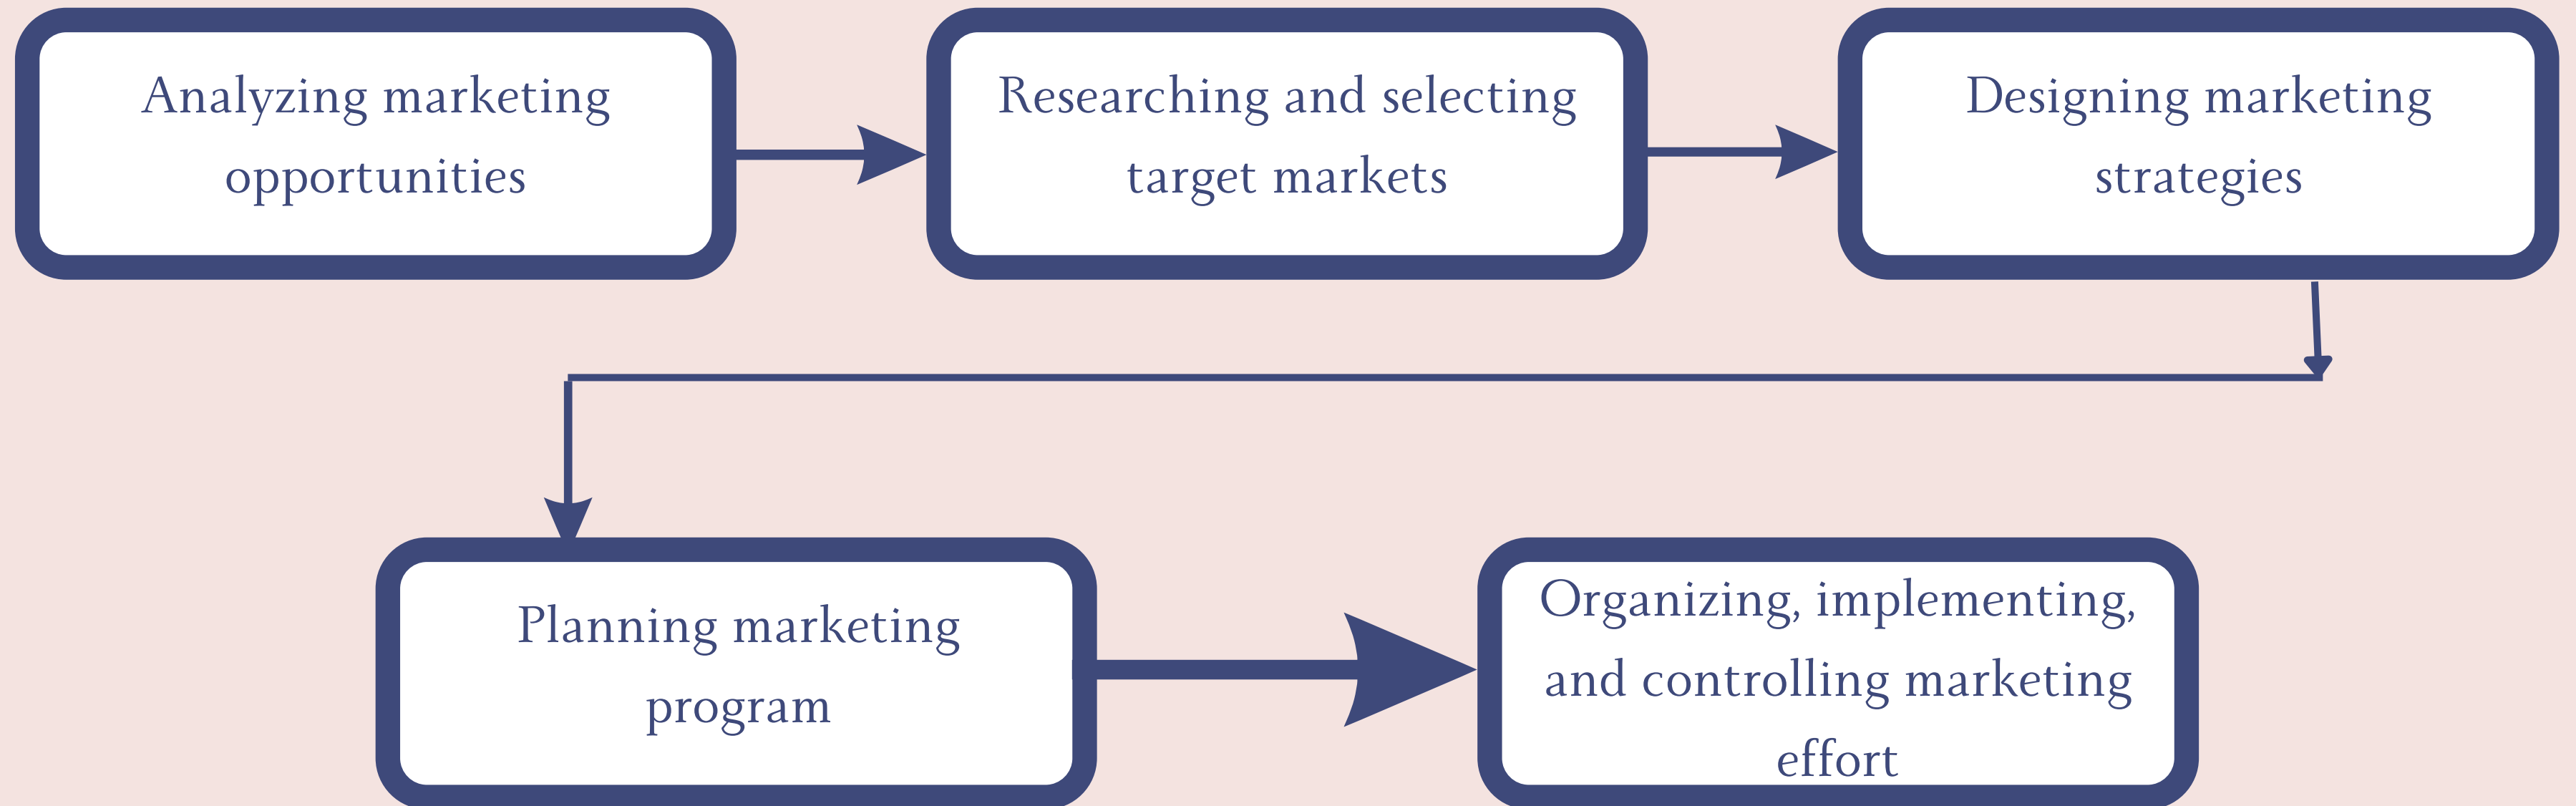 Analyzing marketing
opportunities
Researching and selecting
target markets
Designing marketing
strategies
Planning marketing
program
Organizing, implementing,
and controlling marketing
effort